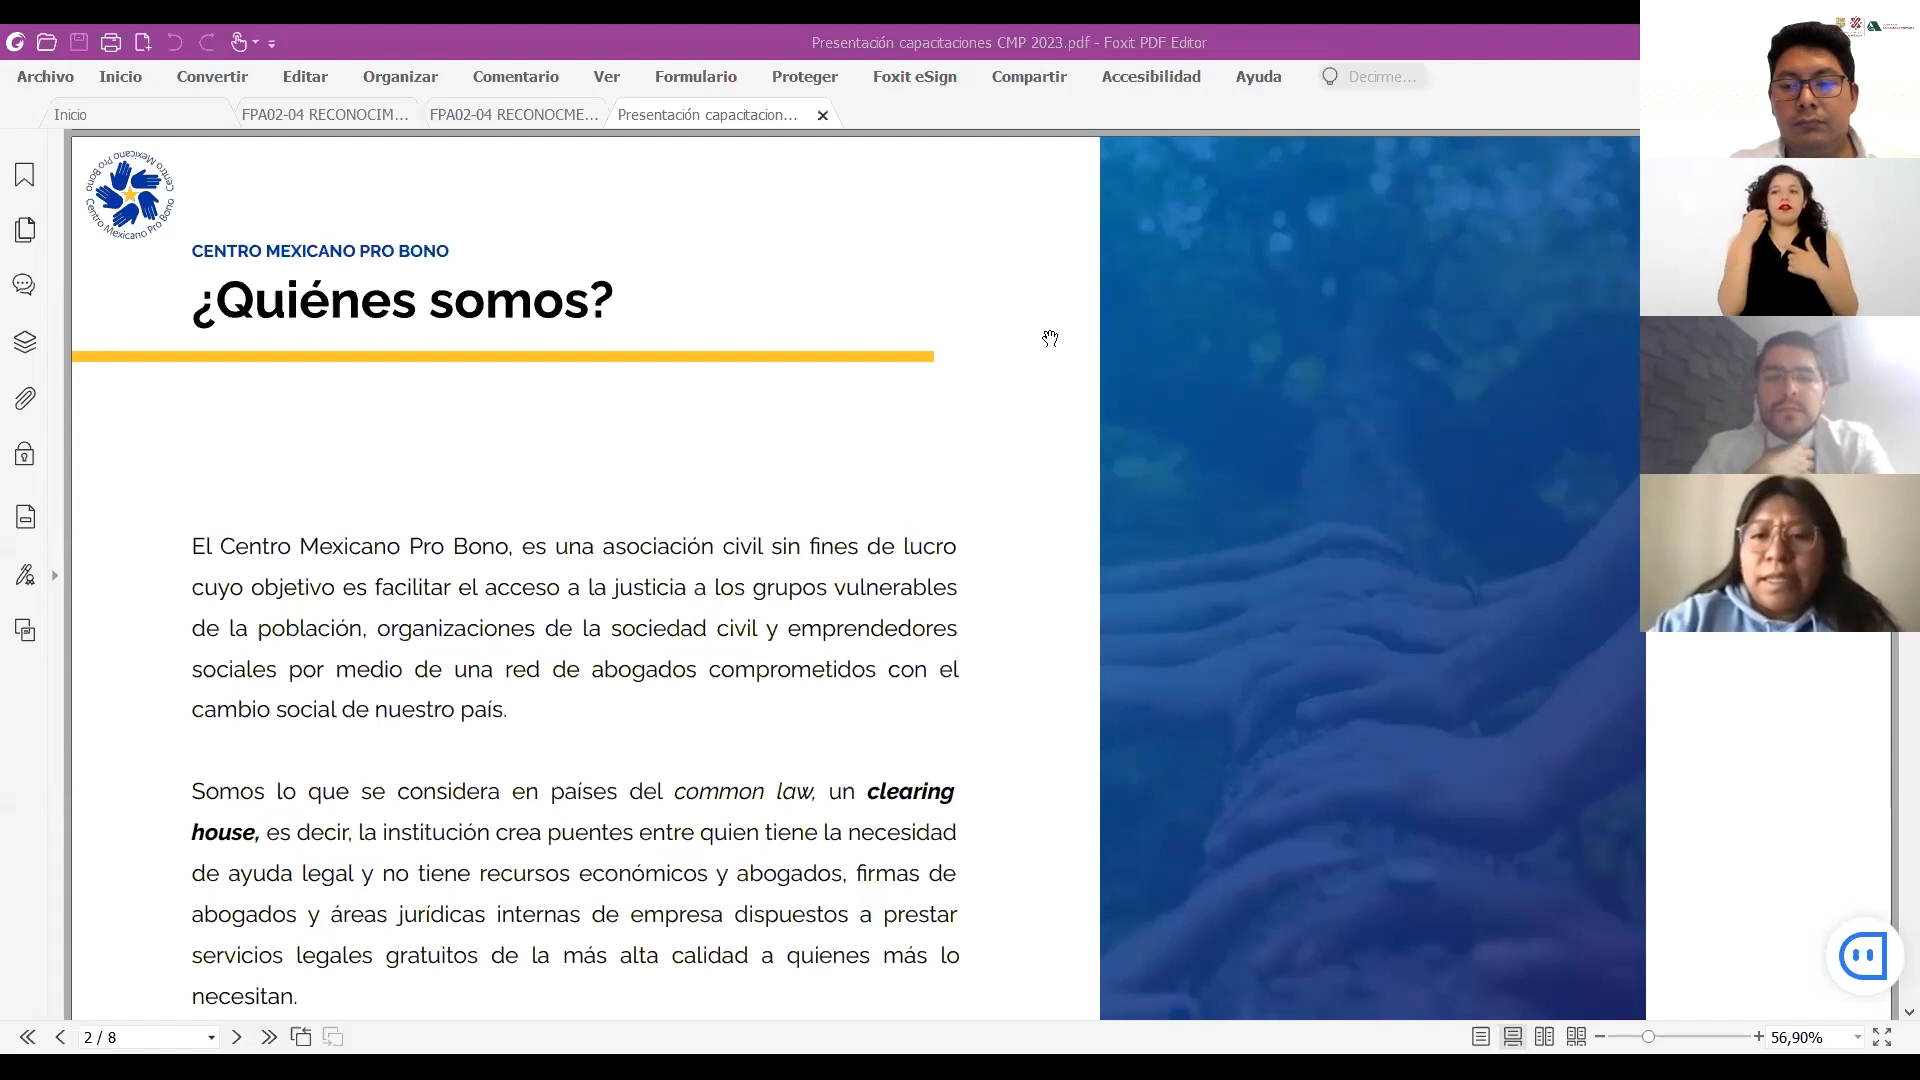 Presentación capacitaciones CMP 2023.pdf - Foxit PDF Editor
Archivo Inicio Convertir Editar Organizar Comentario Ver Formulario Proteger Foxit eSign Compartir Accesibilidad Ayuda Decirme...
Inicio FPA02-04 RECONOCIM... FPA02-04 RECONOCME... Presentación capacitacion...
Centro Mexicano Pro Bono Centro Mexicano Pro Bono
CENTRO MEXICANO PRO BONO
¿Quiénes somos?
El Centro Mexicano Pro Bono, es una asociación civil sin fines de lucro
cuyo objetivo es facilitar el acceso a la justicia a los grupos vulnerables
de la población, organizaciones de la sociedad civil y emprendedores
sociales por medio de una red de abogados comprometidos con el
cambio social de nuestro país.
Somos lo que se considera en países del common law, un clearing
house, es decir, la institución crea puentes entre quien tiene la necesidad
de ayuda legal y no tiene recursos económicos y abogados, firmas de
abogados y áreas jurídicas internas de empresa dispuestos a prestar
servicios legales gratuitos de la más alta calidad a quienes más lo
necesitan.
2 / 8
56,90%